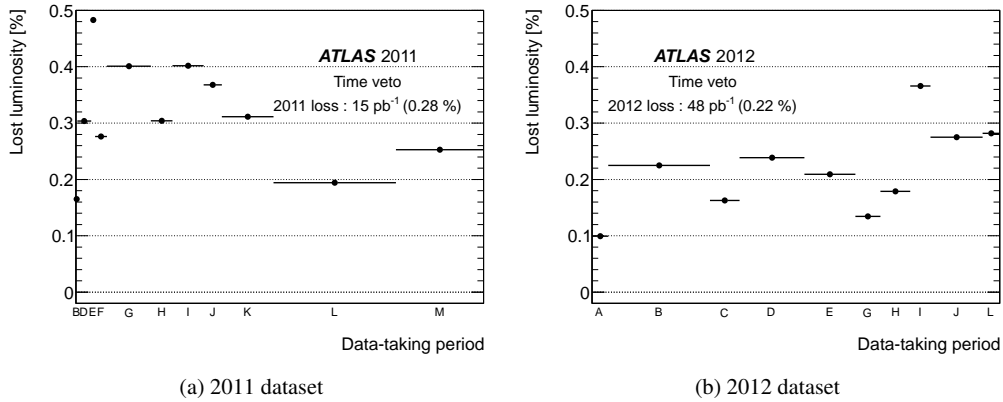 Lost luminosity [%]
0.5
0.4
0.3
0.2
0.1
0
ATLAS 2011
Time veto
2011 loss : 15 pb-1 (0.28 %)
B D E F G H I J K L M
Data-taking period
(a) 2011 dataset
Lost luminosity [%]
0.5
0.4
0.3
0.2
0.1
0
ATLAS 2012
Time veto
2012 loss : 48 pb-1 (0.22 %)
A B C D E G H I J L
Data-taking period
(b) 2012 dataset